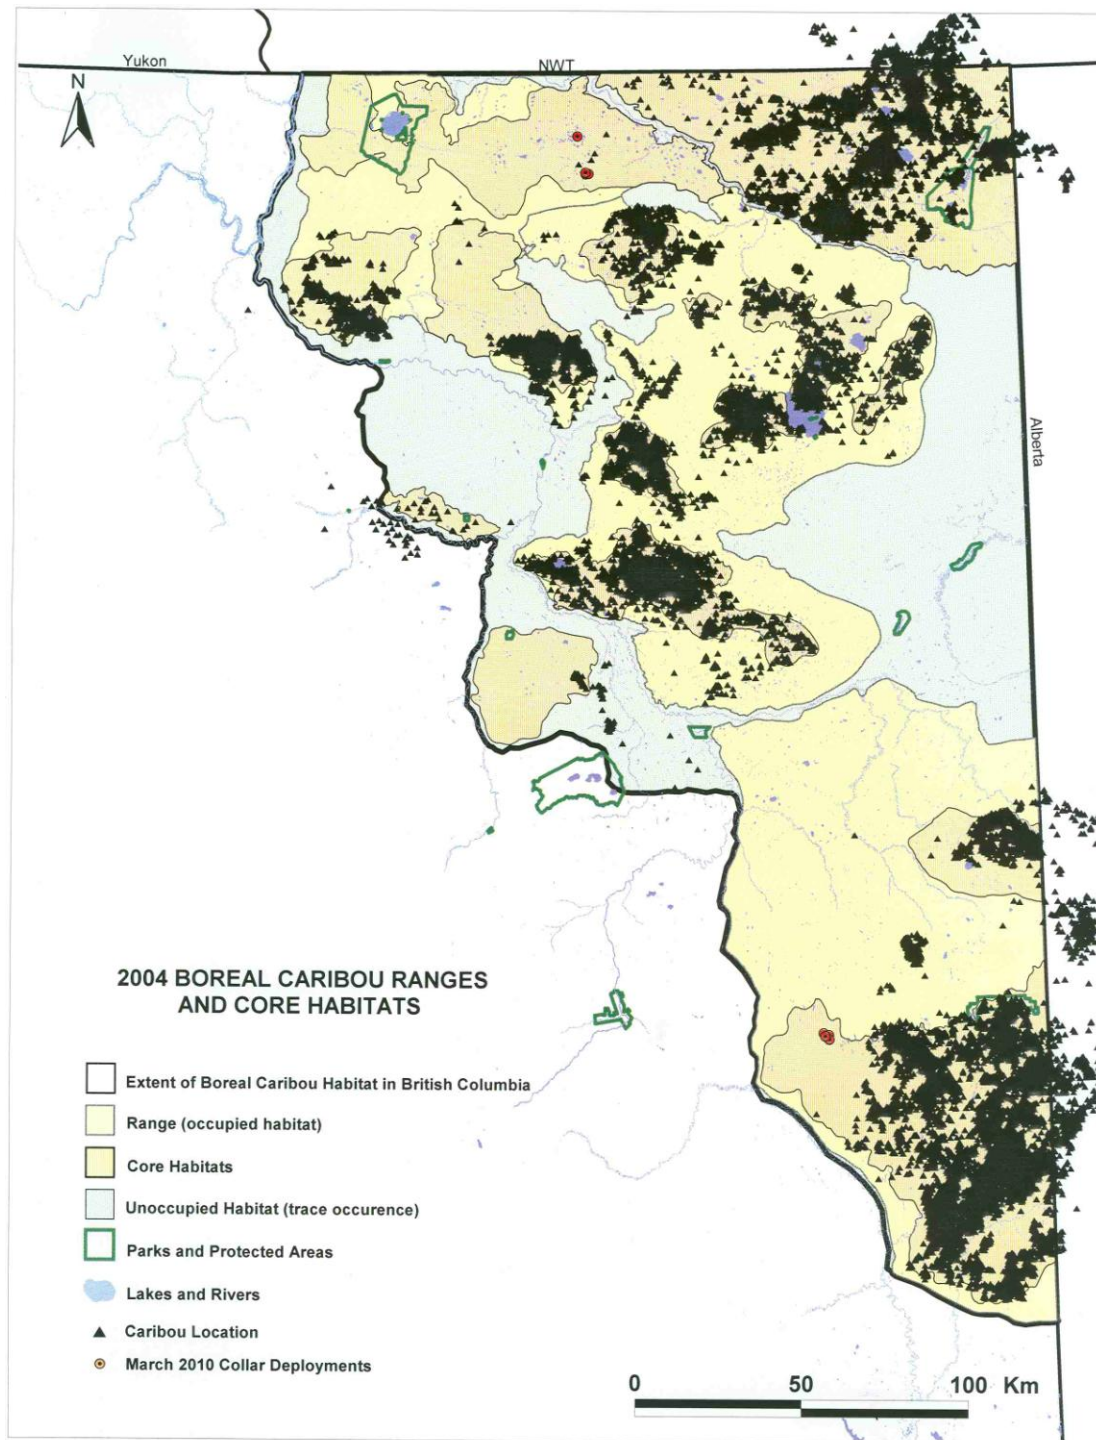 Yukon
NWT
N
Alberta
2004 BOREAL CARIBOU RANGES
AND CORE HABITATS
Extent of Boreal Caribou Habitat in British Columbia
Range (occupied habitat)
Core Habitats
Unoccupied Habitat (trace occurence)
Parks and Protected Areas
Lakes and Rivers
Caribou Location
March 2010 Collar Deployments
0 50 100 Km